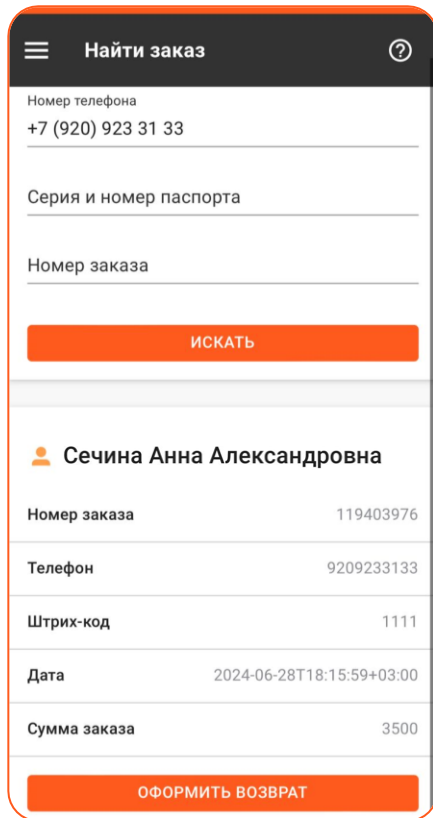 Найти заказ
Номер телефона
+7 (920) 923 31 33
Серия и номер паспорта
Номер заказа
ИСКАТЬ
Сечина Анна Александровна
Номер заказа 119403976
Телефон 9209233133
Штрих-код 1111
Дата 2024-06-28T18:15:59+03:00
Сумма заказа 3500
ОФОРМИТЬ ВОЗВРАТ